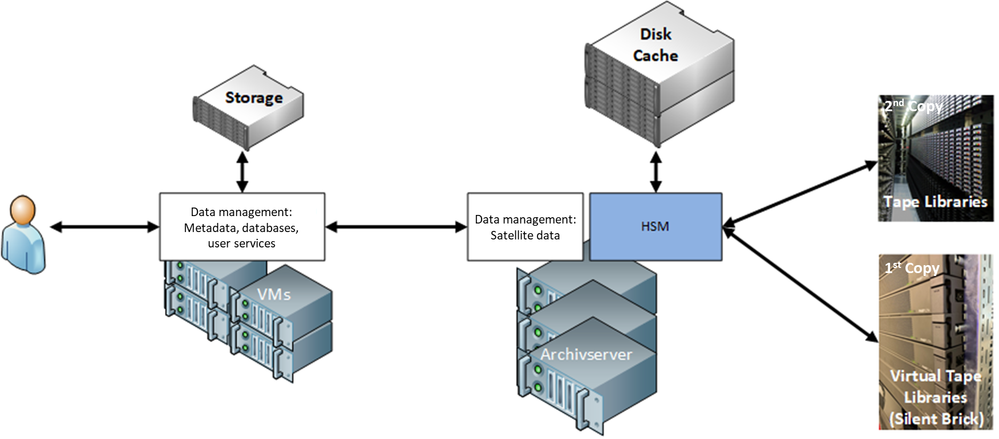 Disk
Cache
Storage
2nd Copy
Tape Libraries
Data management:
Metadata, databases,
user services
Data management:
Satellite data
HSM
1st Copy
VMs
Archivserver
Virtual Tape
Libraries
(Silent Brick)